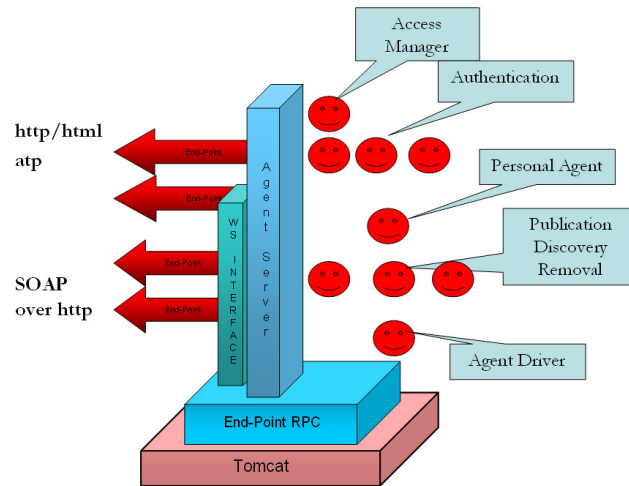 Access
Manager
Authentication
http/html
atp
End-Point
End-Point
Agent Server
Personal Agent
WS INTERFACE
Publication
Discovery
Removal
End-Point
SOAP
over http
End-Point
Agent Driver
End-Point RPC
Tomcat